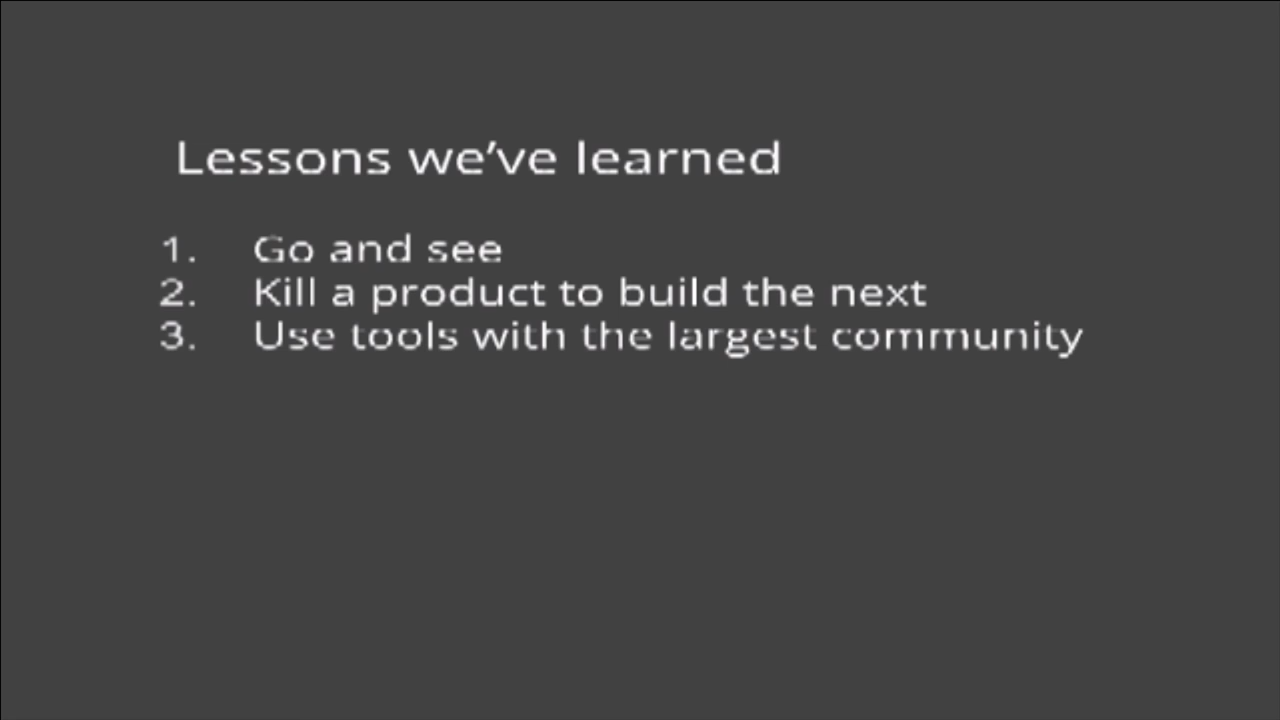 Lessons we’ve learned
1. Go and see
2. Kill a product to build the next
3. Use tools with the largest community